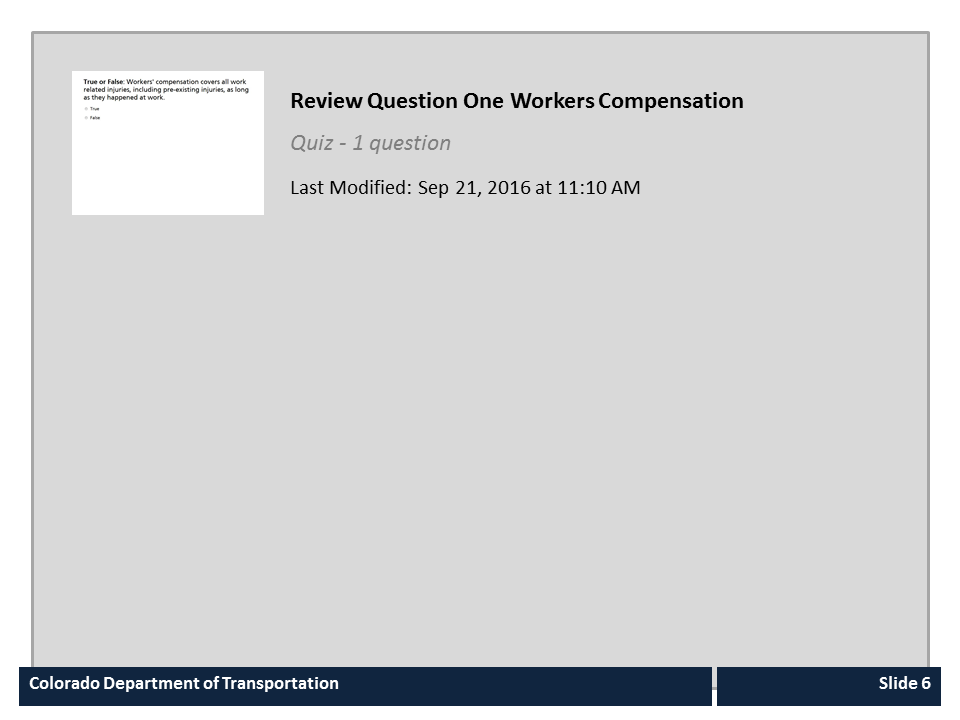 True or False: Workers' compensation covers all work
related injuries, including pre-existing injuries, as long
as they happened at work.
True
False
Review Question One Workers Compensation
Quiz - 1 question
Last Modified: Sep 21, 2016 at 11:10 AM
Colorado Department of Transportation
Slide 6